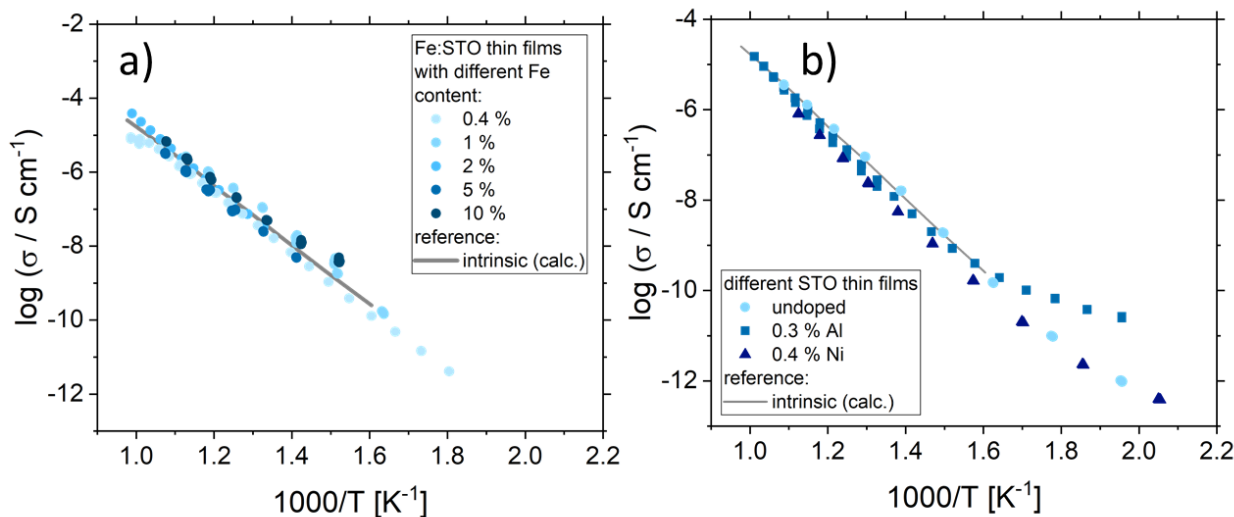 a)
Fe:STO thin films
with different Fe
content:
0.4 %
1 %
2 %
5 %
10 %
reference:
intrinsic (calc.)
-2
-4
-6
-8
-10
-12
log (σ / S cm⁻¹)
1.0 1.2 1.4 1.6 1.8 2.0 2.2
1000/T [K⁻¹]
b)
-4
-6
-8
-10
-12
log (σ / S cm⁻¹)
different STO thin films
undoped
0.3 % Al
0.4 % Ni
reference:
intrinsic (calc.)
1.0 1.2 1.4 1.6 1.8 2.0 2.2
1000/T [K⁻¹]